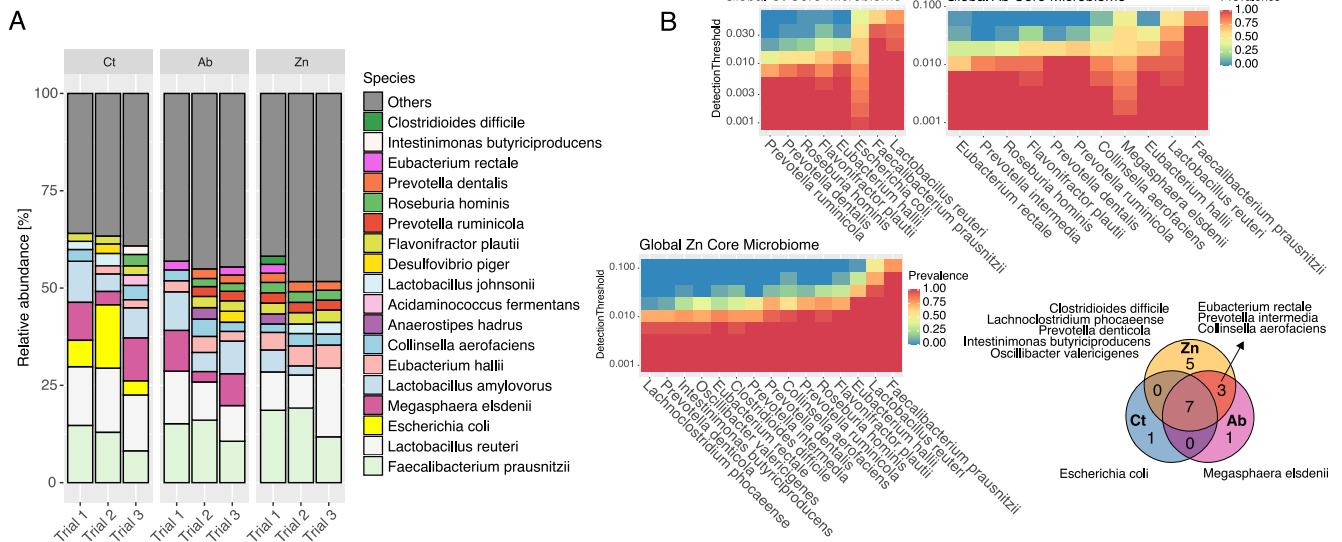 A
Ct
Ab
Zn
Relative abundance [%]
100
75
50
25
0
Trial 1
Trial 2
Trial 3
Trial 1
Trial 2
Trial 3
Trial 1
Trial 2
Trial 3
Species
Others
Clostridioides difficile
Intestinimonas butyriciproducens
Eubacterium rectale
Prevotella dentalis
Roseburia hominis
Prevotella ruminicola
Flavonifractor plautii
Desulfovibrio piger
Lactobacillus johnsonii
Acidaminococcus fermentans
Anaerostipes hadrus
Collinsella aerofaciens
Eubacterium hallii
Lactobacillus amylovorus
Megasphaera elsdenii
Escherichia coli
Lactobacillus reuteri
Faecalibacterium prausnitzii
B
Global Ct Core Microbiome
DetectionThreshold
0.030
0.010
0.003
0.001
Prevotella ruminicola
Prevotella dentalis
Roseburia hominis
Flavonifractor plautii
Eubacterium hallii
Escherichia coli
Faecalibacterium prausnitzii
Lactobacillus reuteri
Global Ab Core Microbiome
0.100
0.010
0.001
Eubacterium rectale
Prevotella intermedia
Roseburia hominis
Flavonifractor plautii
Prevotella dentalis
Prevotella ruminicola
Collinsella aerofaciens
Megasphaera elsdenii
Eubacterium hallii
Lactobacillus reuteri
Faecalibacterium prausnitzii
Prevalence
1.00
0.75
0.50
0.25
0.00
Global Zn Core Microbiome
DetectionThreshold
0.100
0.010
0.001
Lachnoclostridium phocaeense
Prevotella denticola
Intestinimonas butyriciproducens
Oscillibacter valericigenes
Eubacterium rectale
Clostridioides difficile
Prevotella intermedia
Collinsella aerofaciens
Prevotella dentalis
Prevotella ruminicola
Roseburia hominis
Flavonifractor plautii
Eubacterium hallii
Lactobacillus reuteri
Faecalibacterium prausnitzii
Prevalence
1.00
0.75
0.50
0.25
0.00
Clostridioides difficile
Lachnoclostridium phocaeense
Prevotella denticola
Intestinimonas butyriciproducens
Oscillibacter valericigenes
Eubacterium rectale
Prevotella intermedia
Collinsella aerofaciens
Zn
5
0
3
7
Ct
Ab
1
0
1
Escherichia coli
Megasphaera elsdenii